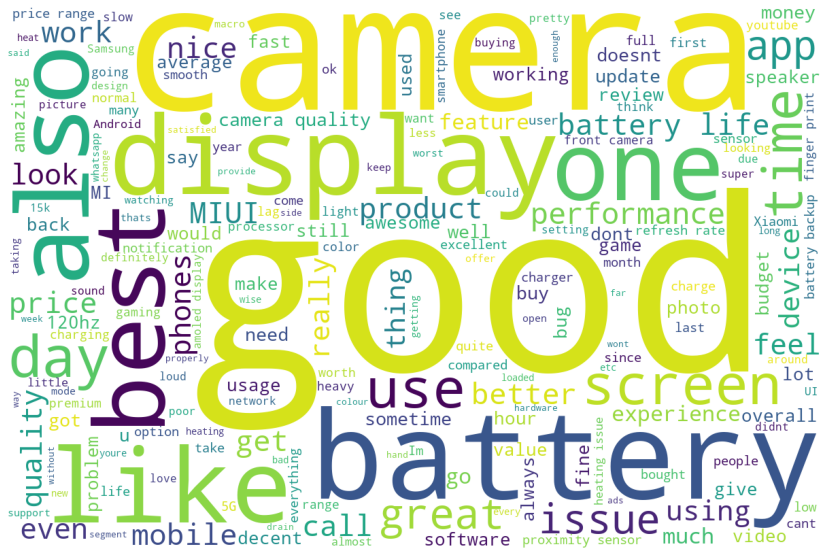 price range
slow
heat
macro
said
Samsung
work
going
design
nice
average
smooth
fast
camera
ok
used
smartphone
see
pretty
buying
enough
working
doesnt
update
review
think
full
first
youtube
money
app
speaker
picture
normal
many
Android
amazing
also
satisfied
camera quality
want
less
feature
user
battery life
front camera
sensor
looking
due
super
finger print
time
look
whatsapp
change
MI
watching
thats
display
say
year
provide
keep
worst
one
15k
back
taking
best
MIUI
would
notification
definitely
lag
side
processor
come
still
light
color
product
awesome
could
well
excellent
performance
setting
dont
refresh rate
game
month
Xiaomi
long
battery backup
device
budget
sound
phones
amoled display
good
make
wise
need
really
thing
getting
offer
charger
buy
open
bug
far
charge
photo
last
price
week
120hz
gaming
charging
day
properly
usage
network
worth
heavy
colour
quite
compared
loaded
since
wont
etc
feel
around
lot
UI
little
way
mode
premium
got
loud
poor
use
better
screen
hardware
experience
overall
didnt
quality
without
u
youre
problem
option
heating
take
get
bad
everything
sometime
hour
value
battery
fine
heating issue
bought
people
like
life
love
hand
Im
go
always
give
low
new
support
even
segment
mobile
5G
drain
decent
range
almost
call
every
great
software
issue
ads
proximity sensor
using
much
video
cant